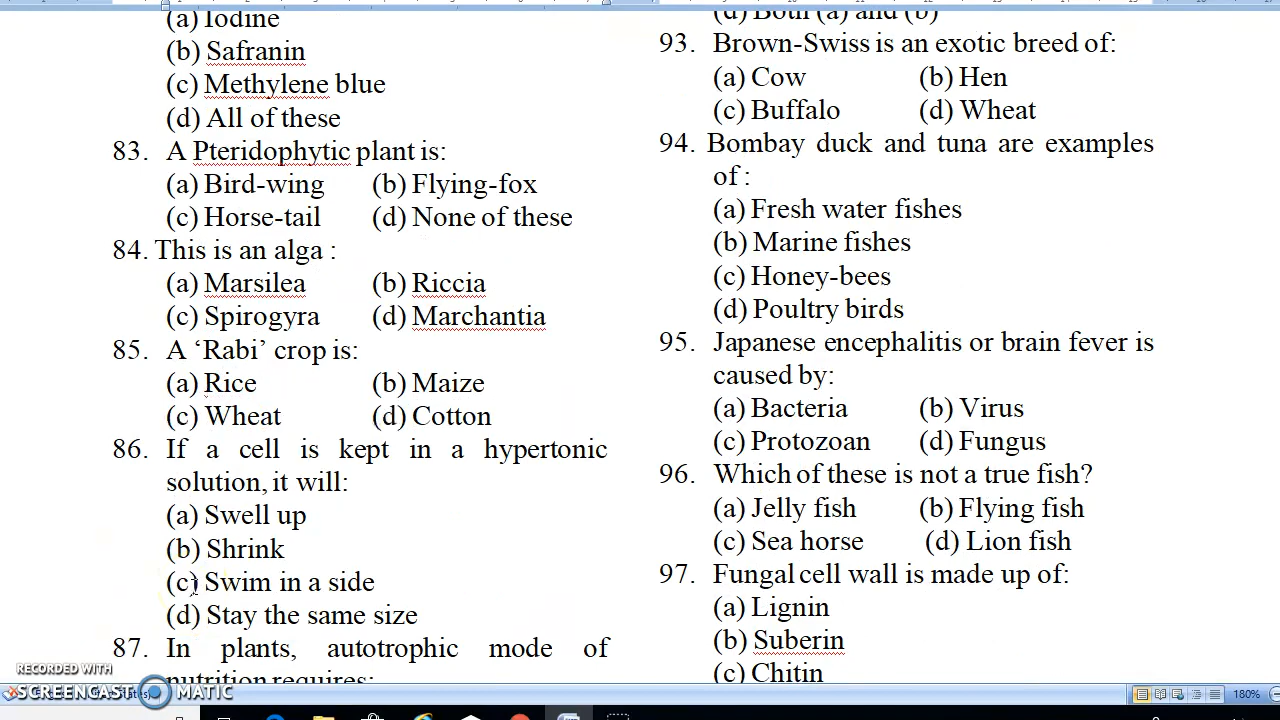 (a) Iodine
(b) Safranin
(c) Methylene blue
(d) All of these
83. A Pteridophytic plant is:
(a) Bird-wing (b) Flying-fox
(c) Horse-tail (d) None of these
84. This is an alga :
(a) Marsilea (b) Riccia
(c) Spirogyra (d) Marchantia
85. A ‘Rabi’ crop is:
(a) Rice (b) Maize
(c) Wheat (d) Cotton
86. If a cell is kept in a hypertonic
solution, it will:
(a) Swell up
(b) Shrink
(c) Swim in a side
(d) Stay the same size
87. In plants, autotrophic mode of
nutrition requires:
(d) Both (a) and (b)
93. Brown-Swiss is an exotic breed of:
(a) Cow (b) Hen
(c) Buffalo (d) Wheat
94. Bombay duck and tuna are examples
of :
(a) Fresh water fishes
(b) Marine fishes
(c) Honey-bees
(d) Poultry birds
95. Japanese encephalitis or brain fever is
caused by:
(a) Bacteria (b) Virus
(c) Protozoan (d) Fungus
96. Which of these is not a true fish?
(a) Jelly fish (b) Flying fish
(c) Sea horse (d) Lion fish
97. Fungal cell wall is made up of:
(a) Lignin
(b) Suberin
(c) Chitin
RECORDED WITH
SCREENCAST MATIC
180%